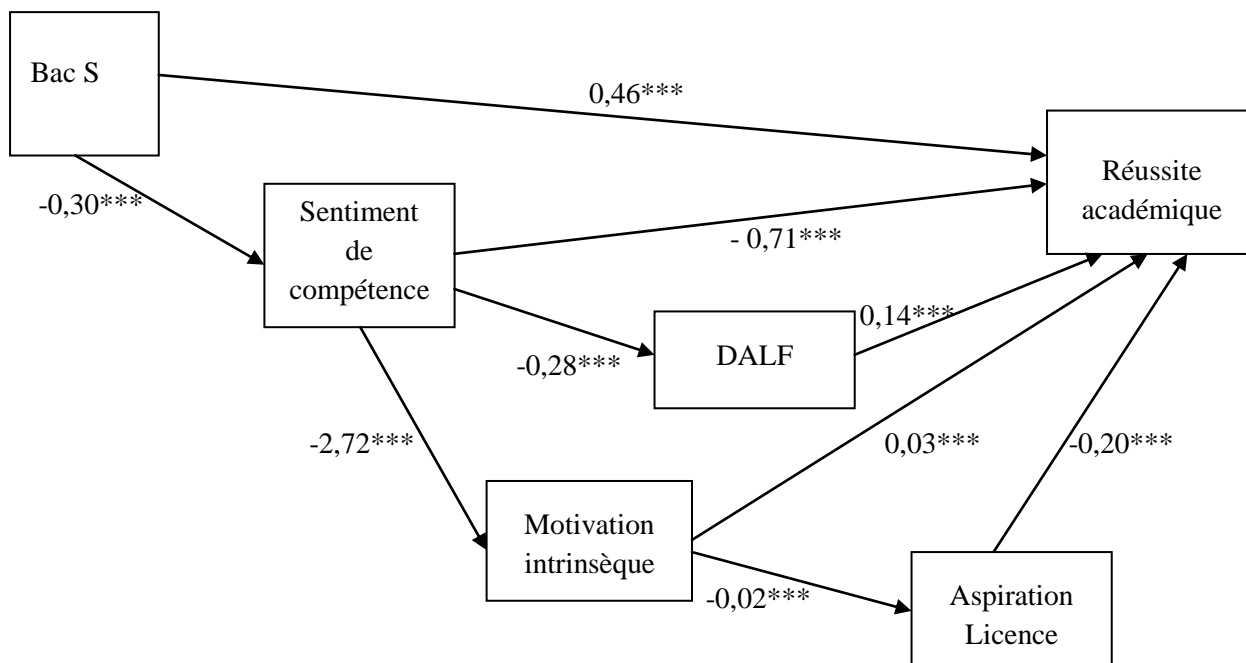 Bac S
0,46***
Réussite
académique
-0,30***
Sentiment
de
compétence
- 0,71***
0,14***
DALF
-0,28***
-2,72***
0,03***
-0,20***
Motivation
intrinsèque
-0,02***
Aspiration
Licence